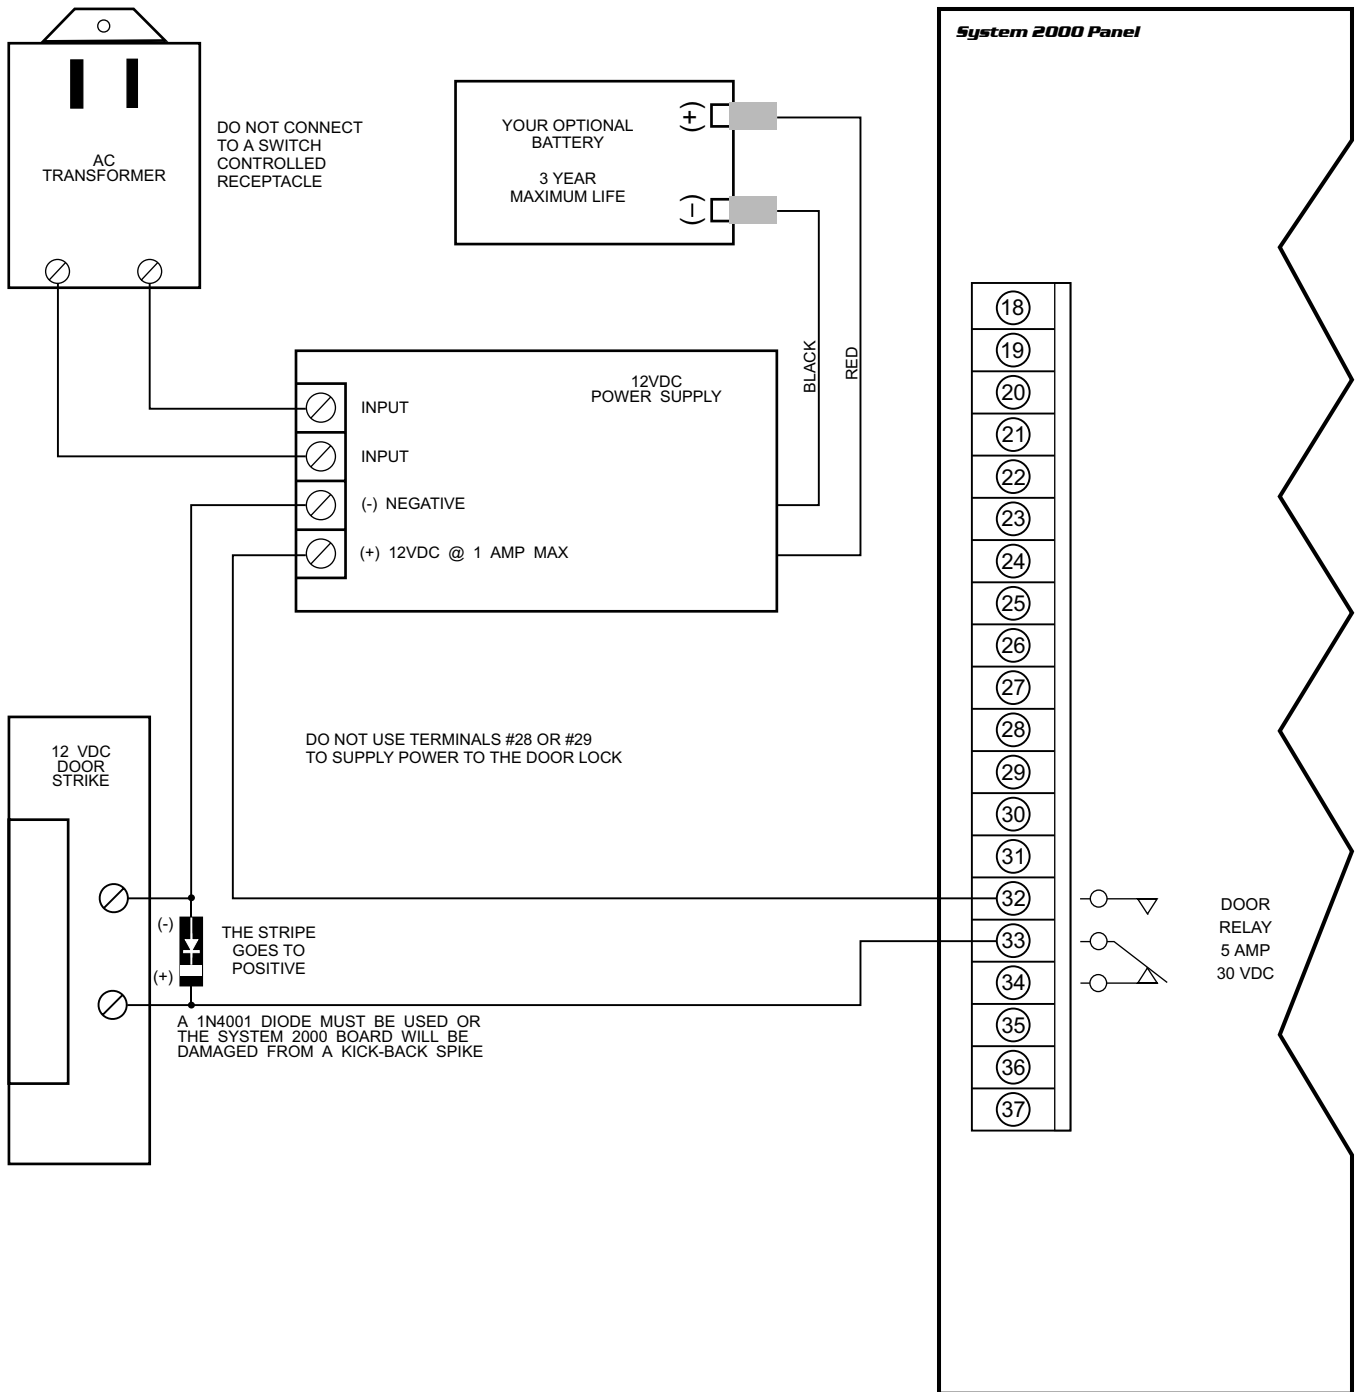 System 2000 Panel
AC
TRANSFORMER
DO NOT CONNECT
TO A SWITCH
CONTROLLED
RECEPTACLE
YOUR OPTIONAL
BATTERY
3 YEAR
MAXIMUM LIFE
(+)
(-)
BLACK
RED
12VDC
POWER SUPPLY
INPUT
INPUT
(-) NEGATIVE
(+) 12VDC @ 1 AMP MAX
DO NOT USE TERMINALS #28 OR #29
TO SUPPLY POWER TO THE DOOR LOCK
12 VDC
DOOR
STRIKE
(-)
(+)
THE STRIPE
GOES TO
POSITIVE
A 1N4001 DIODE MUST BE USED OR
THE SYSTEM 2000 BOARD WILL BE
DAMAGED FROM A KICK-BACK SPIKE
18
19
20
21
22
23
24
25
26
27
28
29
30
31
32
33
34
35
36
37
DOOR
RELAY
5 AMP
30 VDC